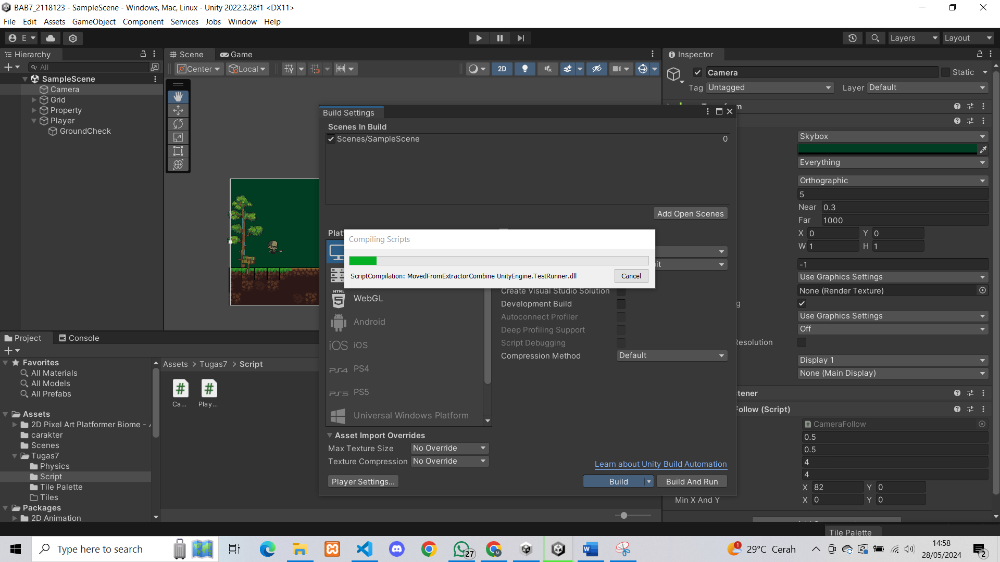 BAB7_2118123 - SampleScene - Windows, Mac, Linux - Unity 2022.3.28f1 <DX11>
File Edit Assets GameObject Component Services Jobs Window Help
E Layers Layout
Hierarchy
All
SampleScene
Camera
Grid
Property
Player
GroundCheck
Scene Game
Center Local 2D
Inspector
Camera Static
Tag Untagged Layer Default
Skybox
Everything
Orthographic
5
Near 0.3
Far 1000
X 0 Y 0
W 1 H 1
-1
Use Graphics Settings
None (Render Texture)
Use Graphics Settings
Off
Resolution
Display 1
None (Main Display)
Follow (Script)
CameraFollow
0.5
0.5
4
4
X 82 Y 0
Min X And Y X 0 Y 0
Build Settings
Scenes In Build
Scenes/SampleScene 0
Add Open Scenes
Compiling Scripts
ScriptCompilation: MovedFromExtractorCombine UnityEngine.TestRunner.dll
Cancel
HTML
WebGL
Android
iOS iOS
PS4 PS4
PS5 PS5
Universal Windows Platform
Create Visual Studio Solution
Development Build
Autoconnect Profiler
Deep Profiling Support
Script Debugging
Compression Method Default
Asset Import Overrides
Max Texture Size No Override
Texture Compression No Override
Learn about Unity Build Automation
Player Settings... Build Build And Run
Project Console
Favorites
All Materials
All Models
All Prefabs
Assets
2D Pixel Art Platformer Biome -
carakter
Scenes
Tugas7
Physics
Script
Tile Palette
Tiles
Packages
2D Animation
Assets > Tugas7 > Script
Ca... Play...
Tile Palette
Type here to search
27
1
29°C Cerah
14:58
28/05/2024
2